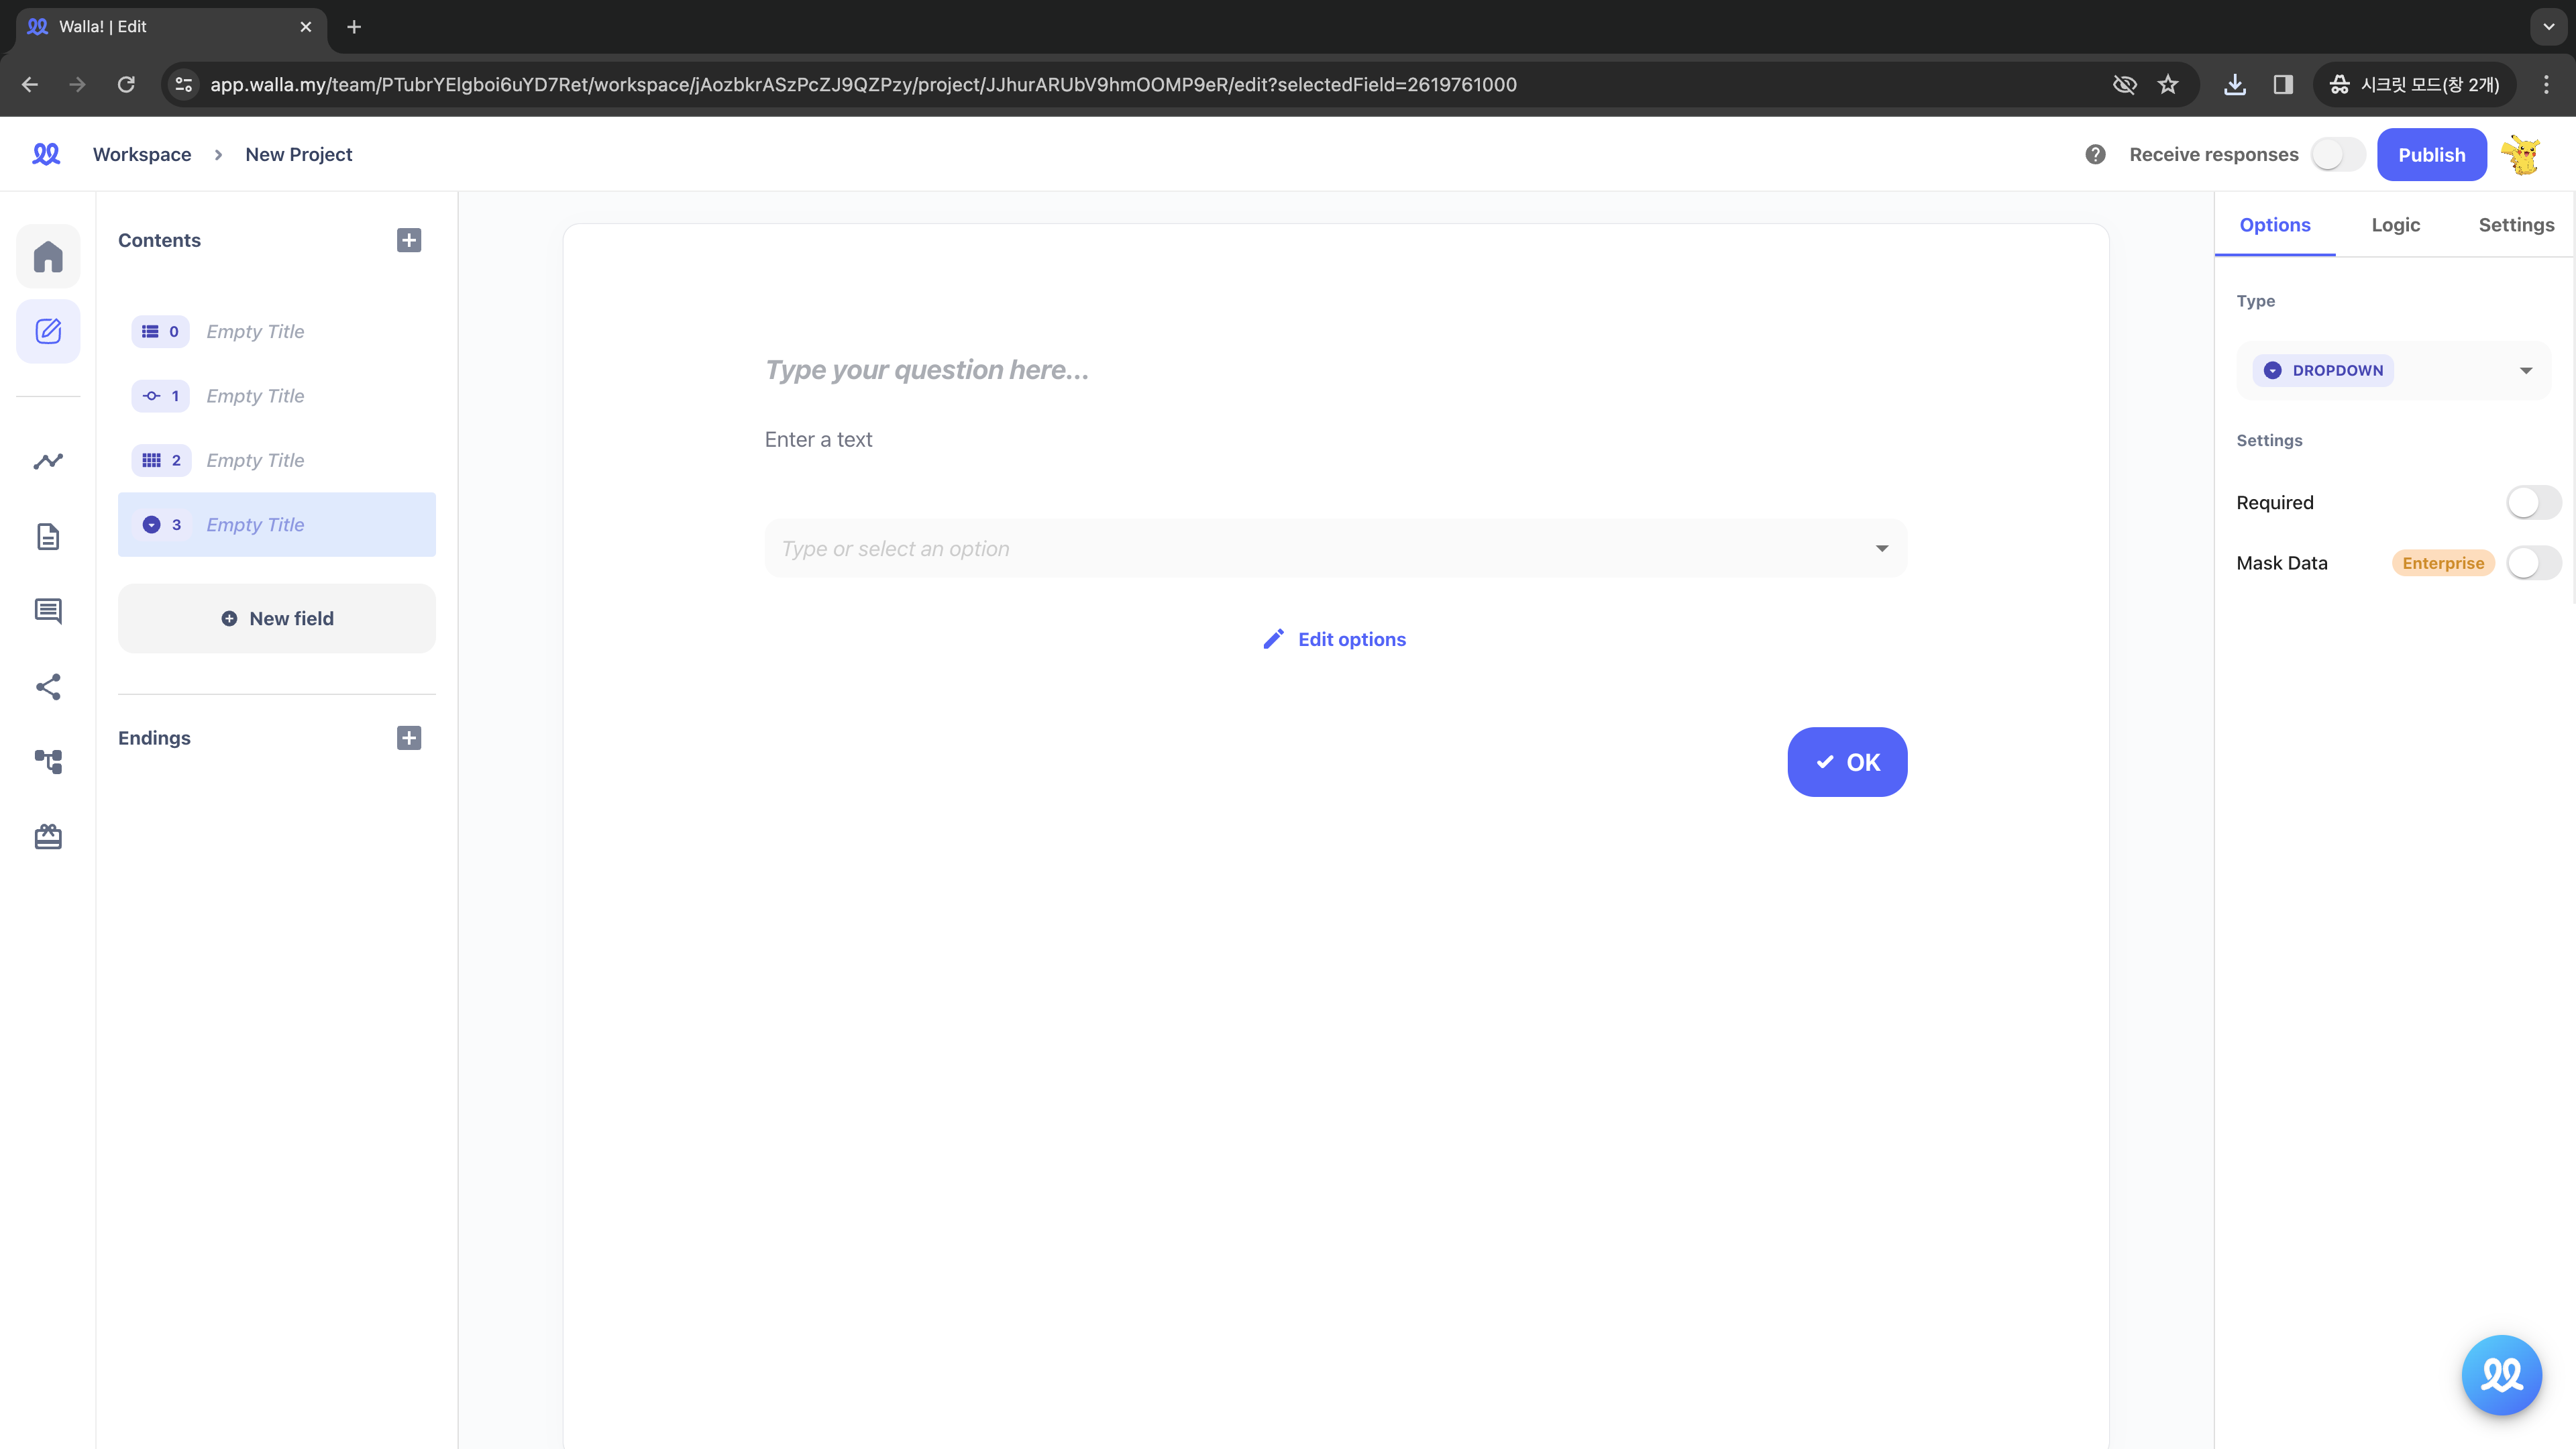 Walla! | Edit
app.walla.my/team/PTubrYElgboi6uYD7Ret/workspace/jAozbkrASzPcZJ9QZPzy/project/JJhurARUbV9hmOOMP9eR/edit?selectedField=2619761000
시크릿 모드(창 2개)
Workspace
New Project
Receive responses
Publish
Contents
0 Empty Title
1 Empty Title
2 Empty Title
3 Empty Title
New field
Endings
Type your question here...
Enter a text
Type or select an option
Edit options
OK
Options Logic Settings
Type
DROPDOWN
Settings
Required
Mask Data Enterprise